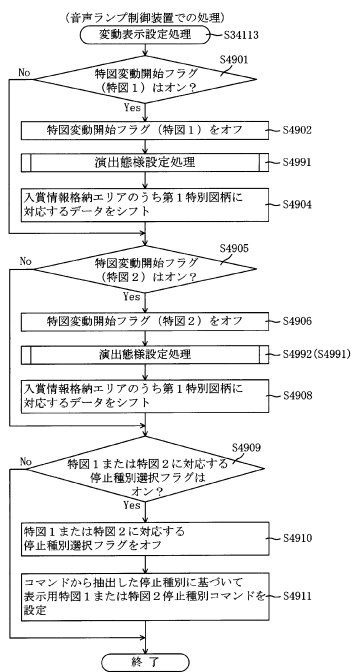 (音声ランプ制御装置での処理)
変動表示設定処理
S34113
S4901
No
特図変動開始フラグ
(特図1)はオン?
Yes
特図変動開始フラグ(特図1)をオフ
S4902
演出態様設定処理
S4991
入賞情報格納エリアのうち第1特別図柄に
対応するデータをシフト
S4904
S4905
No
特図変動開始フラグ
(特図2)はオン?
Yes
特図変動開始フラグ(特図2)をオフ
S4906
演出態様設定処理
S4992(S4991)
入賞情報格納エリアのうち第1特別図柄に
対応するデータをシフト
S4908
S4909
No
特図1または特図2に対応する
停止種別選択フラグは
オン?
Yes
特図1または特図2に対応する
停止種別選択フラグをオフ
S4910
コマンドから抽出した停止種別に基づいて
表示用特図1または特図2停止種別コマンドを
設定
S4911
終了